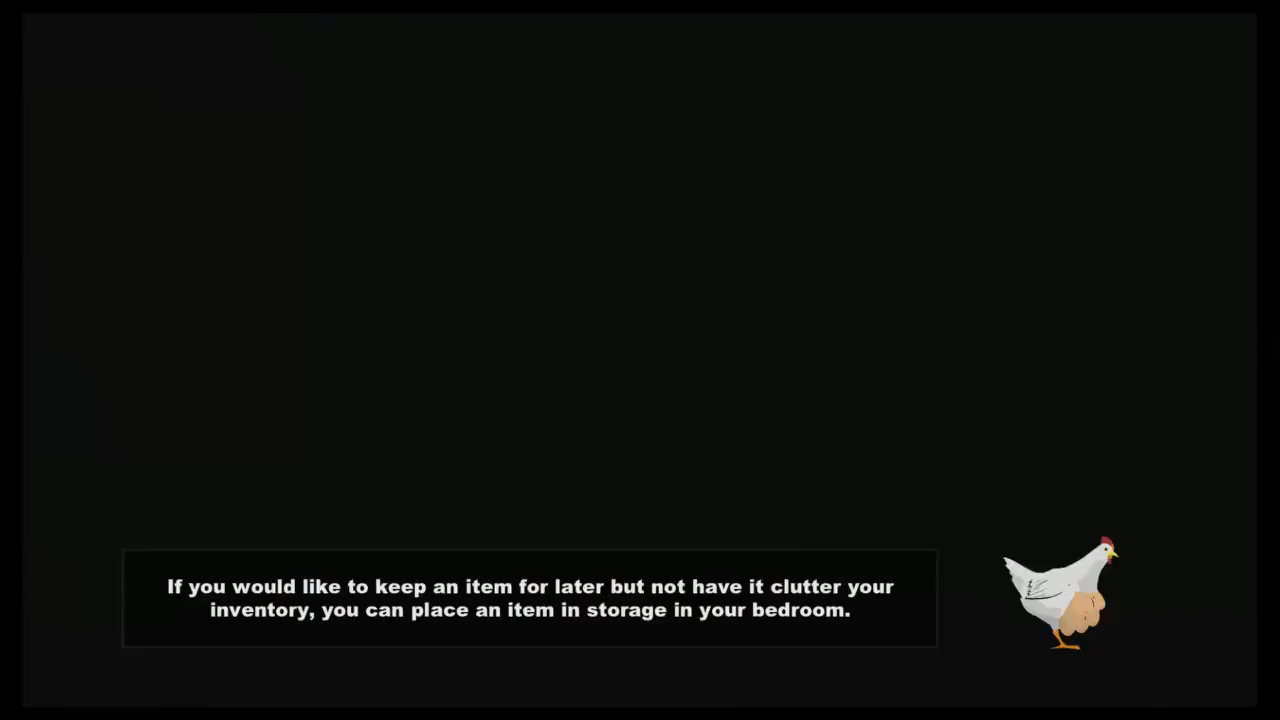 If you would like to keep an item for later but not have it clutter your
inventory, you can place an item in storage in your bedroom.